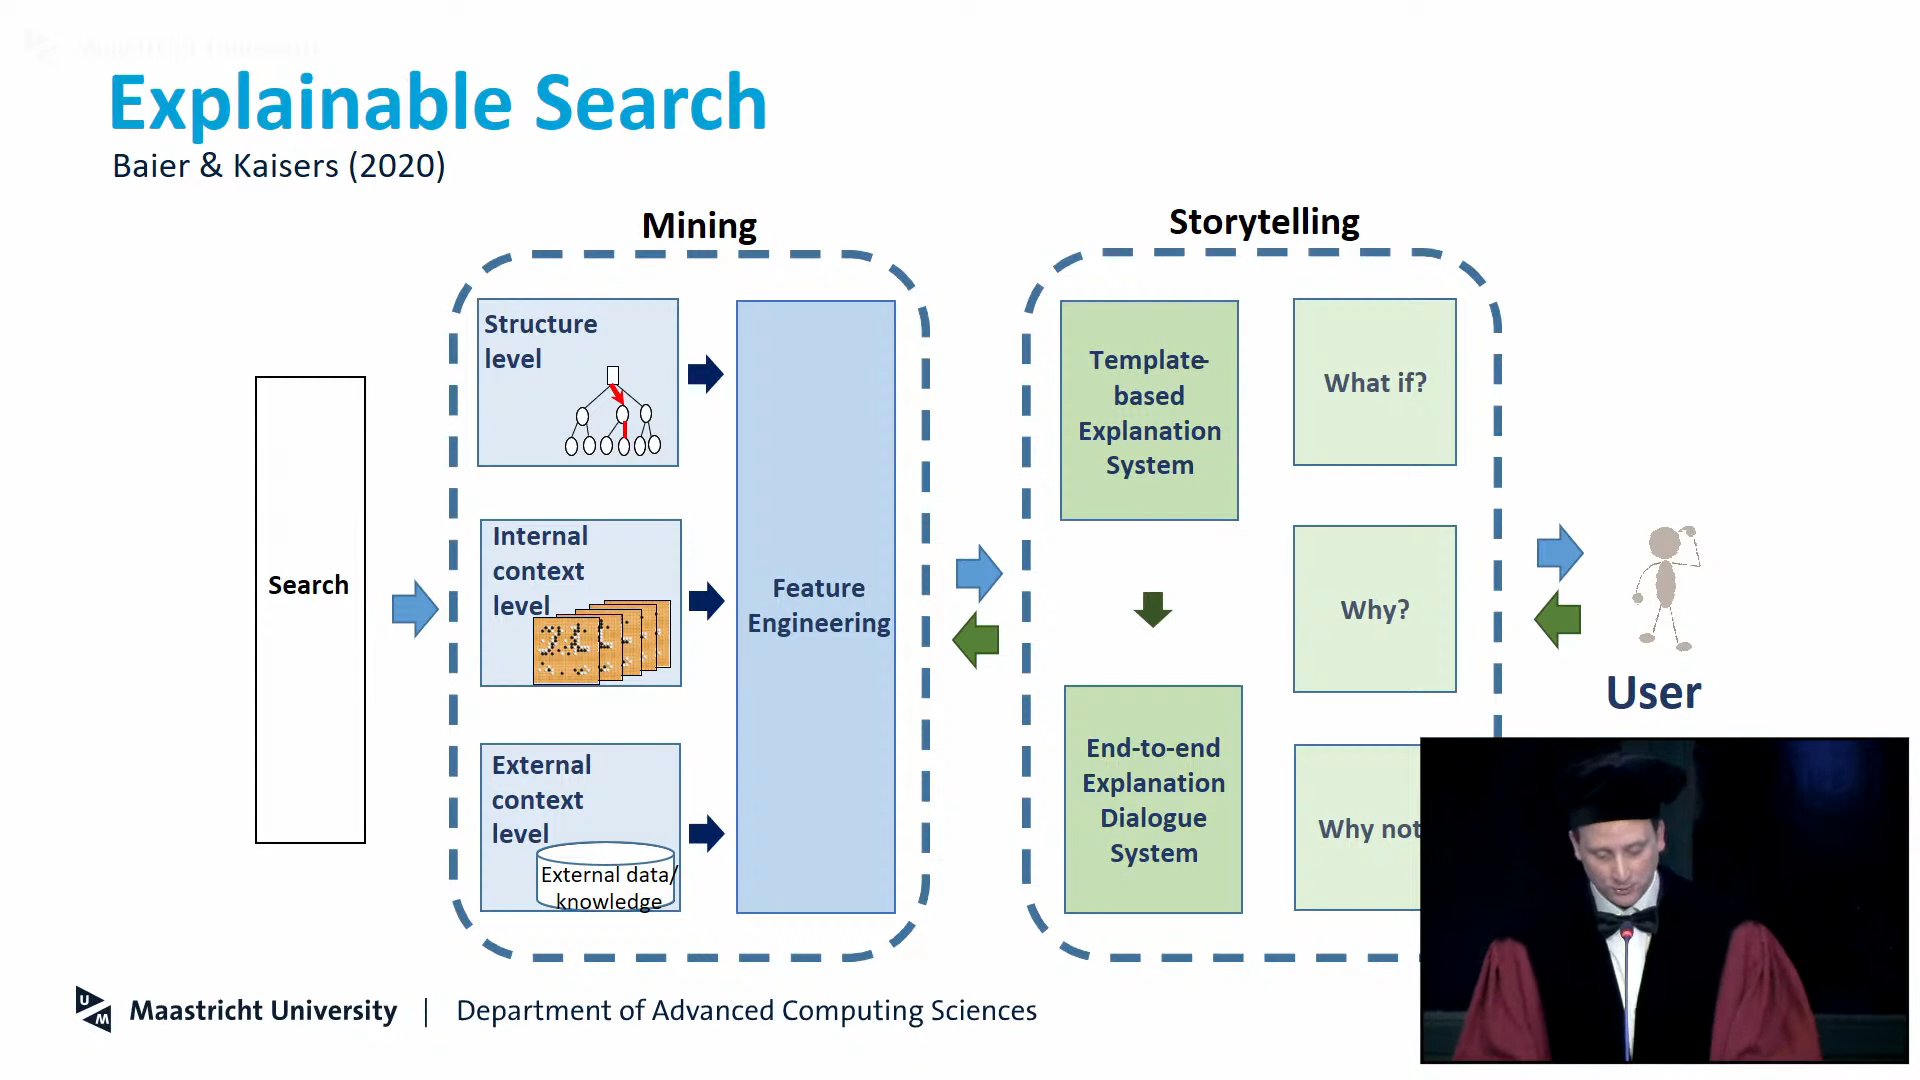 Explainable Search
Baier & Kaisers (2020)
Mining
Storytelling
Search
Structure
level
Internal
context
level
External
context
level
External data/
knowledge
Feature
Engineering
Template-
based
Explanation
System
End-to-end
Explanation
Dialogue
System
What if?
Why?
Why not
User
UM
Maastricht University | Department of Advanced Computing Sciences